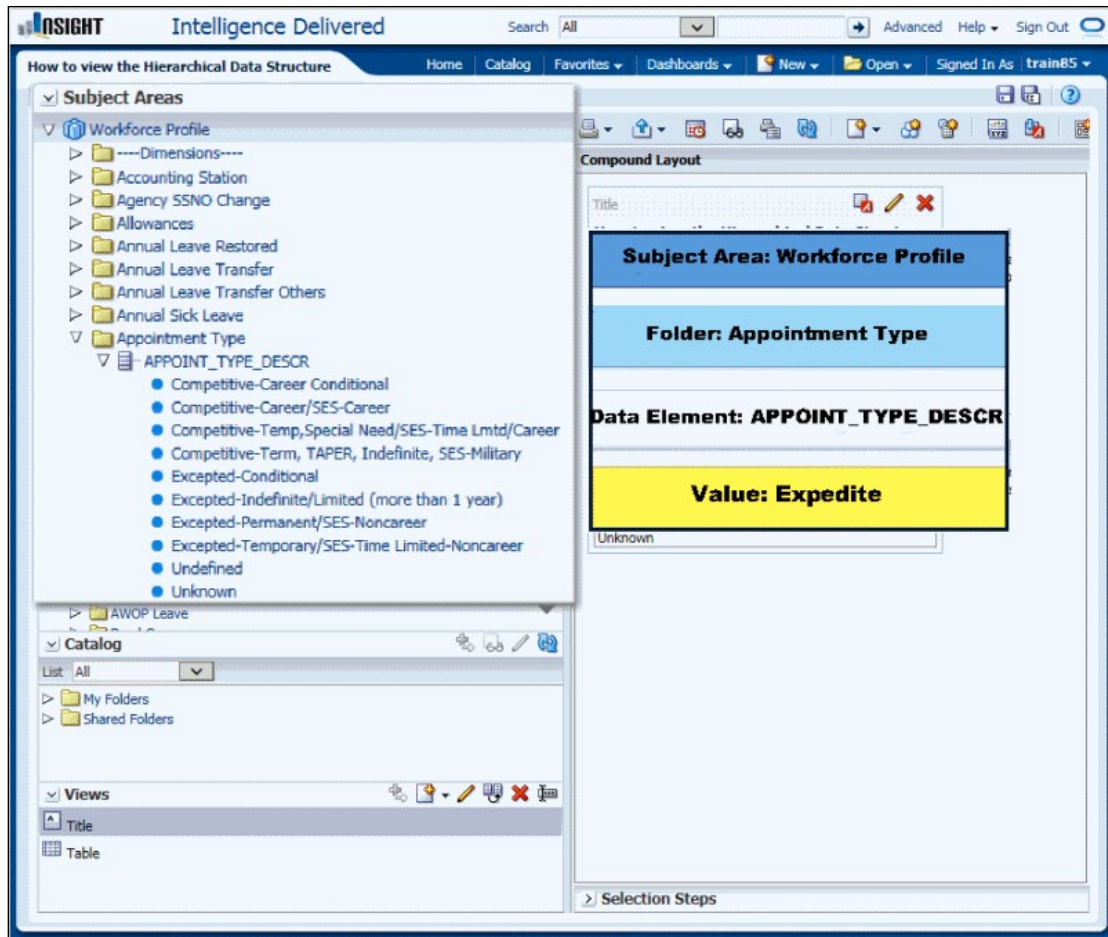 INSIGHT Intelligence Delivered Search All Advanced Help Sign Out
How to view the Hierarchical Data Structure Home Catalog Favorites Dashboards New Open Signed In As train85
Subject Areas
Workforce Profile
----Dimensions----
Accounting Station
Agency SSNO Change
Allowances
Annual Leave Restored
Annual Leave Transfer
Annual Leave Transfer Others
Annual Sick Leave
Appointment Type
APPOINT_TYPE_DESCR
Competitive-Career Conditional
Competitive-Career/SES-Career
Competitive-Temp,Special Need/SES-Time Lmtd/Career
Competitive-Term, TAPER, Indefinite, SES-Military
Excepted-Conditional
Excepted-Indefinite/Limited (more than 1 year)
Excepted-Permanent/SES-Noncareer
Excepted-Temporary/SES-Time Limited-Noncareer
Undefined
Unknown
AWOP Leave
Catalog
List All
My Folders
Shared Folders
Views
Title
Table
Compound Layout
Title
Subject Area: Workforce Profile
Folder: Appointment Type
Data Element: APPOINT_TYPE_DESCR
Value: Expedite
Unknown
Selection Steps